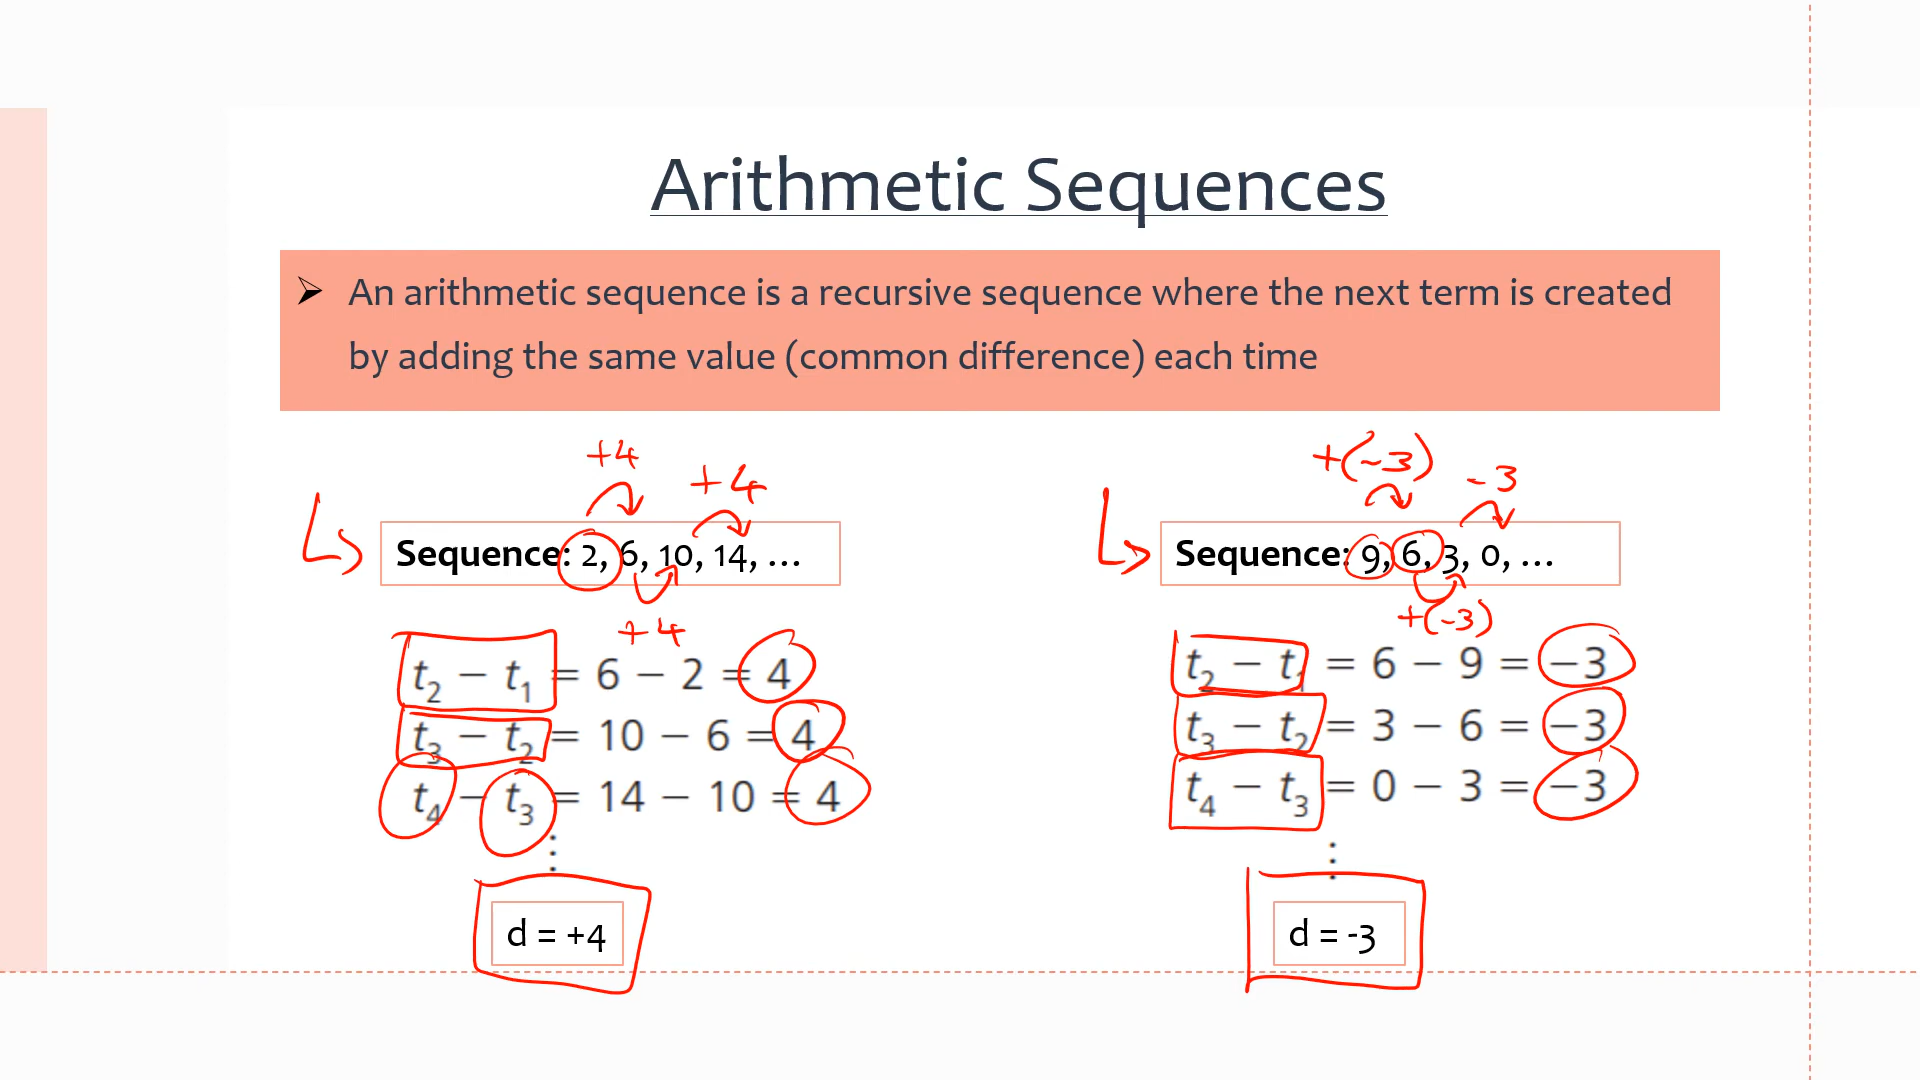 Arithmetic Sequences
➢ An arithmetic sequence is a recursive sequence where the next term is created
by adding the same value (common difference) each time
+4
+4
Sequence: 2, 6, 10, 14, …
+4
t₂ − t₁ = 6 − 2 = 4
t₃ − t₂ = 10 − 6 = 4
t₄ − t₃ = 14 − 10 = 4
⋮
d = +4
+(-3)
-3
Sequence: 9, 6, 3, 0, …
+(-3)
t₂ − t₁ = 6 − 9 = −3
t₃ − t₂ = 3 − 6 = −3
t₄ − t₃ = 0 − 3 = −3
⋮
d = -3